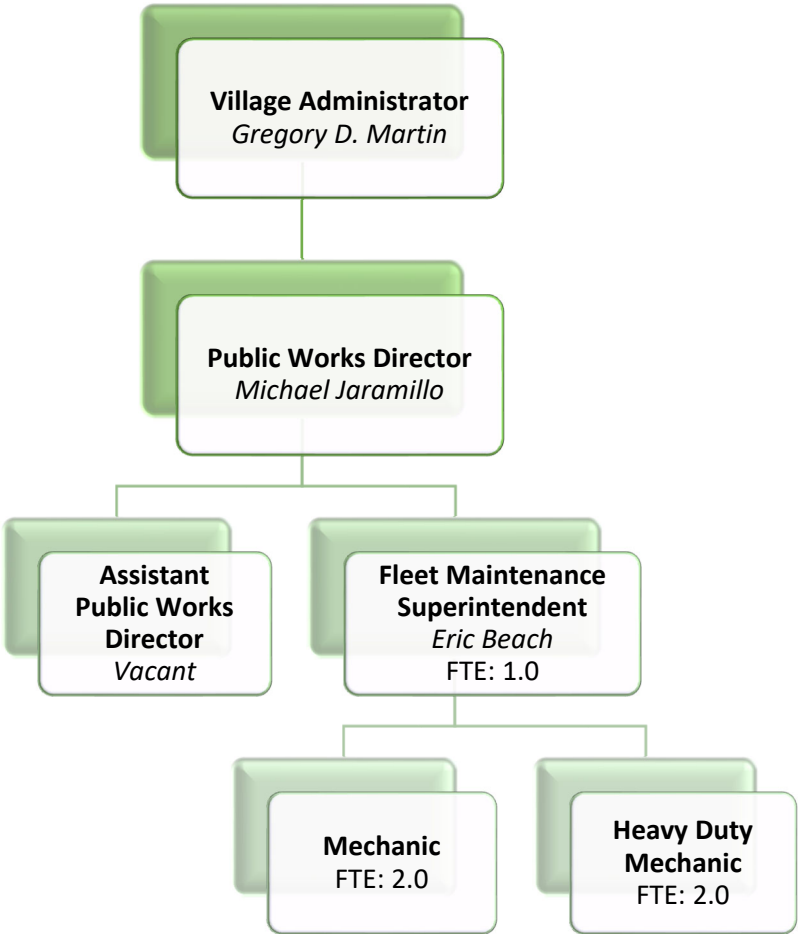 Village Administrator
Gregory D. Martin
Public Works Director
Michael Jaramillo
Assistant
Public Works
Director
Vacant
Fleet Maintenance
Superintendent
Eric Beach
FTE: 1.0
Mechanic
FTE: 2.0
Heavy Duty
Mechanic
FTE: 2.0